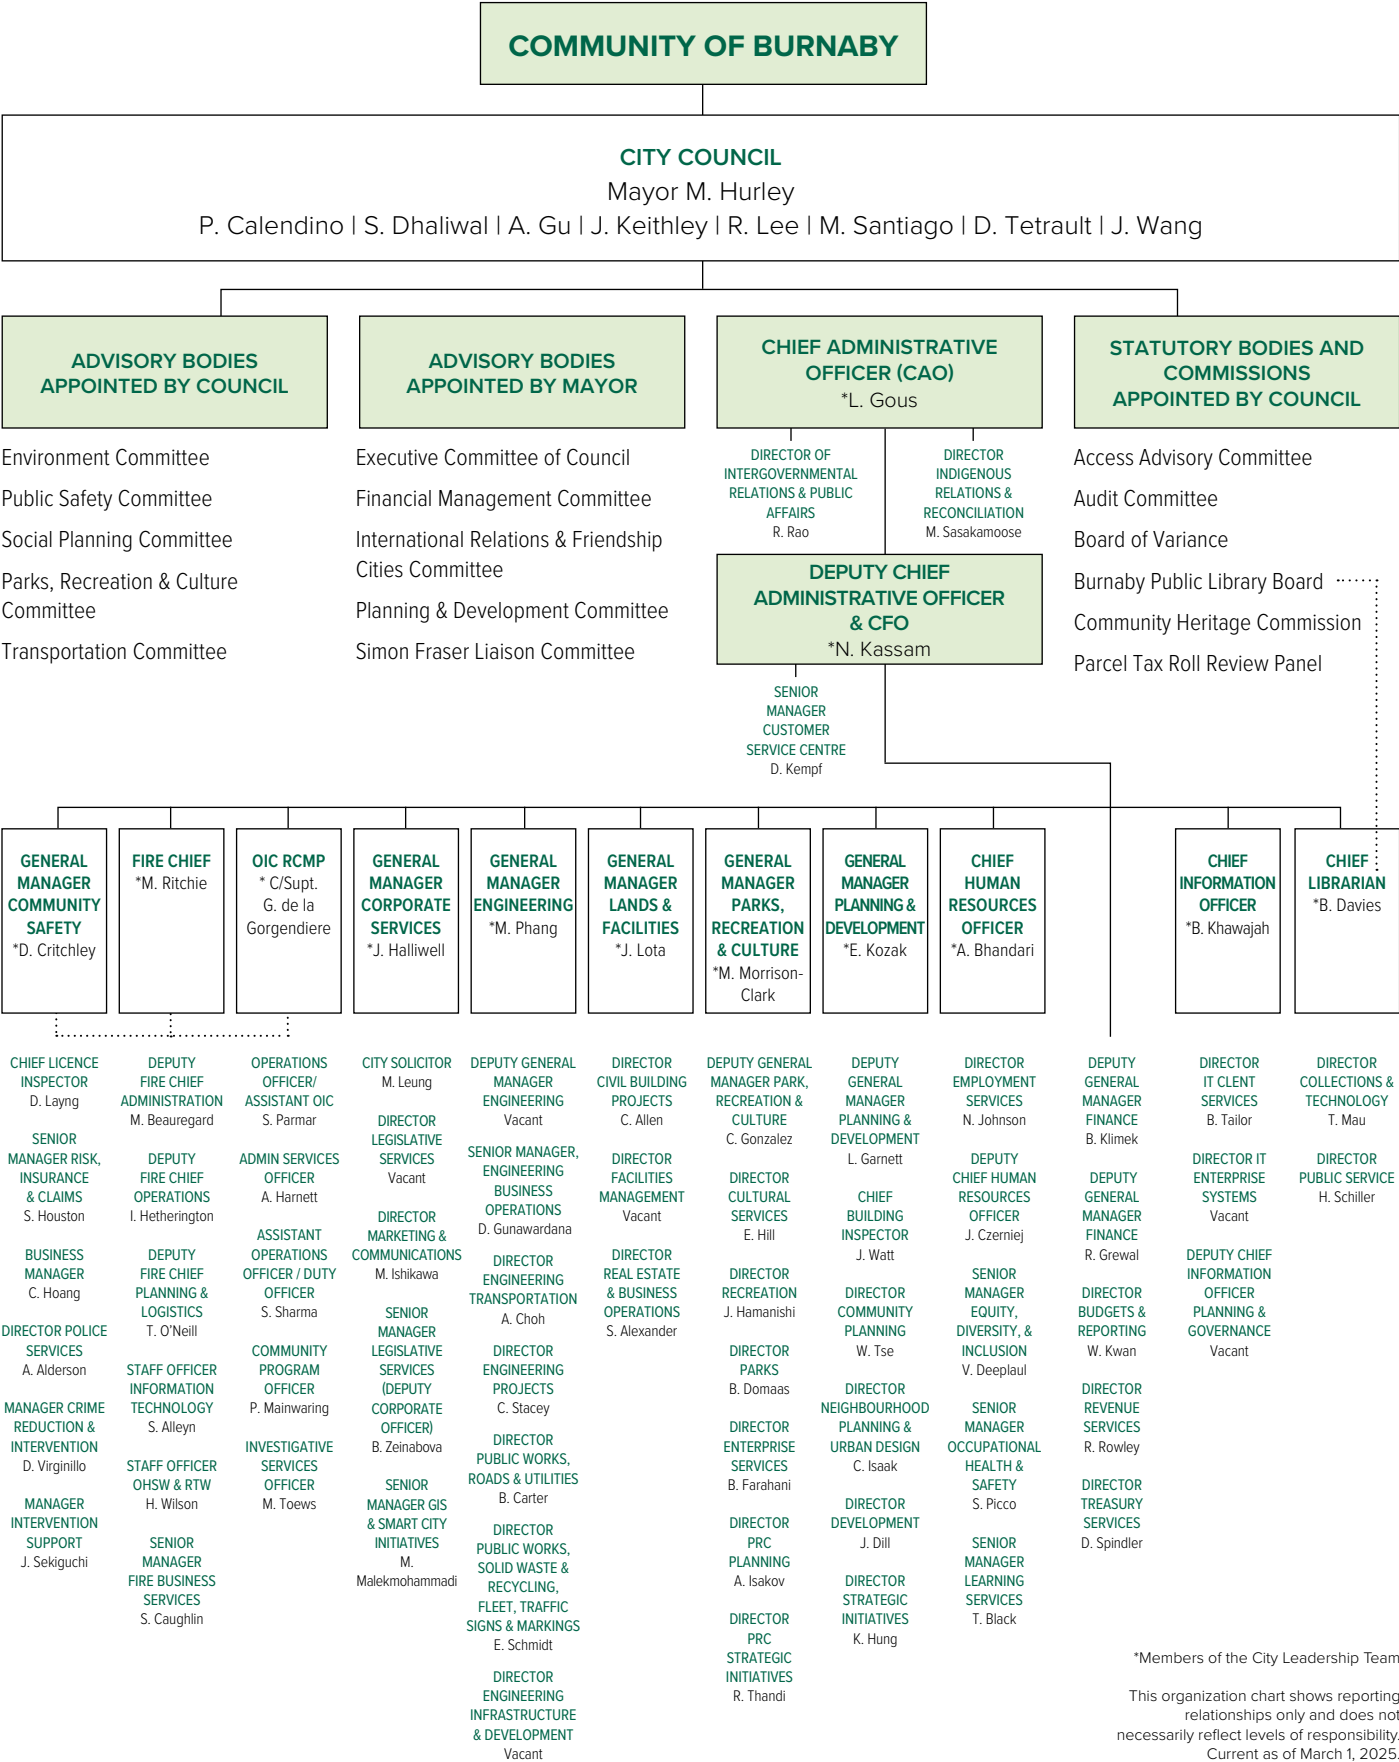 COMMUNITY OF BURNABY
CITY COUNCIL
Mayor M. Hurley
P. Calendino | S. Dhaliwal | A. Gu | J. Keithley | R. Lee | M. Santiago | D. Tetrault | J. Wang
ADVISORY BODIES
APPOINTED BY COUNCIL
Environment Committee
Public Safety Committee
Social Planning Committee
Parks, Recreation & Culture
Committee
Transportation Committee
ADVISORY BODIES
APPOINTED BY MAYOR
Executive Committee of Council
Financial Management Committee
International Relations & Friendship
Cities Committee
Planning & Development Committee
Simon Fraser Liaison Committee
CHIEF ADMINISTRATIVE
OFFICER (CAO)
*L. Gous
DIRECTOR OF
INTERGOVERNMENTAL
RELATIONS & PUBLIC
AFFAIRS
R. Rao
DIRECTOR
INDIGENOUS
RELATIONS &
RECONCILIATION
M. Sasakamoose
DEPUTY CHIEF
ADMINISTRATIVE OFFICER
& CFO
*N. Kassam
SENIOR
MANAGER
CUSTOMER
SERVICE CENTRE
D. Kempf
STATUTORY BODIES AND
COMMISSIONS
APPOINTED BY COUNCIL
Access Advisory Committee
Audit Committee
Board of Variance
Burnaby Public Library Board
Community Heritage Commission
Parcel Tax Roll Review Panel
GENERAL
MANAGER
COMMUNITY
SAFETY
*D. Critchley
CHIEF LICENCE
INSPECTOR
D. Layng
SENIOR
MANAGER RISK,
INSURANCE
& CLAIMS
S. Houston
BUSINESS
MANAGER
C. Hoang
DIRECTOR POLICE
SERVICES
A. Alderson
MANAGER CRIME
REDUCTION &
INTERVENTION
D. Virginillo
MANAGER
INTERVENTION
SUPPORT
J. Sekiguchi
FIRE CHIEF
*M. Ritchie
DEPUTY
FIRE CHIEF
ADMINISTRATION
M. Beauregard
DEPUTY
FIRE CHIEF
OPERATIONS
I. Hetherington
DEPUTY
FIRE CHIEF
PLANNING &
LOGISTICS
T. O'Neill
STAFF OFFICER
INFORMATION
TECHNOLOGY
S. Alleyn
STAFF OFFICER
OHSW & RTW
H. Wilson
SENIOR
MANAGER
FIRE BUSINESS
SERVICES
S. Caughlin
OIC RCMP
* C/Supt.
G. de la
Gorgendiere
OPERATIONS
OFFICER/
ASSISTANT OIC
S. Parmar
ADMIN SERVICES
OFFICER
A. Harnett
ASSISTANT
OPERATIONS
OFFICER / DUTY
OFFICER
S. Sharma
COMMUNITY
PROGRAM
OFFICER
P. Mainwaring
INVESTIGATIVE
SERVICES
OFFICER
M. Toews
GENERAL
MANAGER
CORPORATE
SERVICES
*J. Halliwell
CITY SOLICITOR
M. Leung
DIRECTOR
LEGISLATIVE
SERVICES
Vacant
DIRECTOR
MARKETING &
COMMUNICATIONS
M. Ishikawa
SENIOR
MANAGER
LEGISLATIVE
SERVICES
(DEPUTY
CORPORATE
OFFICER)
B. Zeinabova
SENIOR
MANAGER GIS
& SMART CITY
INITIATIVES
M.
Malekmohammadi
GENERAL
MANAGER
ENGINEERING
*M. Phang
DEPUTY GENERAL
MANAGER
ENGINEERING
Vacant
SENIOR MANAGER,
ENGINEERING
BUSINESS
OPERATIONS
D. Gunawardana
DIRECTOR
ENGINEERING
TRANSPORTATION
A. Choh
DIRECTOR
ENGINEERING
PROJECTS
C. Stacey
DIRECTOR
PUBLIC WORKS,
ROADS & UTILITIES
B. Carter
DIRECTOR
PUBLIC WORKS,
SOLID WASTE &
RECYCLING,
FLEET, TRAFFIC
SIGNS & MARKINGS
E. Schmidt
DIRECTOR
ENGINEERING
INFRASTRUCTURE
& DEVELOPMENT
Vacant
GENERAL
MANAGER
LANDS &
FACILITIES
*J. Lota
DIRECTOR
CIVIL BUILDING
PROJECTS
C. Allen
DIRECTOR
FACILITIES
MANAGEMENT
Vacant
DIRECTOR
REAL ESTATE
& BUSINESS
OPERATIONS
S. Alexander
GENERAL
MANAGER
PARKS,
RECREATION
& CULTURE
*M. Morrison-
Clark
DEPUTY GENERAL
MANAGER PARK,
RECREATION &
CULTURE
C. Gonzalez
DIRECTOR
CULTURAL
SERVICES
E. Hill
DIRECTOR
RECREATION
J. Hamanishi
DIRECTOR
PARKS
B. Domaas
DIRECTOR
ENTERPRISE
SERVICES
B. Farahani
DIRECTOR
PRC
PLANNING
A. Isakov
DIRECTOR
PRC
STRATEGIC
INITIATIVES
R. Thandi
GENERAL
MANAGER
PLANNING &
DEVELOPMENT
*E. Kozak
DEPUTY
GENERAL
MANAGER
PLANNING &
DEVELOPMENT
L. Garnett
CHIEF
BUILDING
INSPECTOR
J. Watt
DIRECTOR
COMMUNITY
PLANNING
W. Tse
DIRECTOR
NEIGHBOURHOOD
PLANNING &
URBAN DESIGN
C. Isaak
DIRECTOR
DEVELOPMENT
J. Dill
DIRECTOR
STRATEGIC
INITIATIVES
K. Hung
CHIEF
HUMAN
RESOURCES
OFFICER
*A. Bhandari
DIRECTOR
EMPLOYMENT
SERVICES
N. Johnson
DEPUTY
CHIEF HUMAN
RESOURCES
OFFICER
J. Czerniej
SENIOR
MANAGER
EQUITY,
DIVERSITY, &
INCLUSION
V. Deeplaul
SENIOR
MANAGER
OCCUPATIONAL
HEALTH &
SAFETY
S. Picco
SENIOR
MANAGER
LEARNING
SERVICES
T. Black
DEPUTY
GENERAL
MANAGER
FINANCE
B. Klimek
DEPUTY
GENERAL
MANAGER
FINANCE
R. Grewal
DIRECTOR
BUDGETS &
REPORTING
W. Kwan
DIRECTOR
REVENUE
SERVICES
R. Rowley
DIRECTOR
TREASURY
SERVICES
D. Spindler
CHIEF
INFORMATION
OFFICER
*B. Khawajah
DIRECTOR
IT CLENT
SERVICES
B. Tailor
DIRECTOR IT
ENTERPRISE
SYSTEMS
Vacant
DEPUTY CHIEF
INFORMATION
OFFICER
PLANNING &
GOVERNANCE
Vacant
CHIEF
LIBRARIAN
*B. Davies
DIRECTOR
COLLECTIONS &
TECHNOLOGY
T. Mau
DIRECTOR
PUBLIC SERVICE
H. Schiller
*Members of the City Leadership Team
This organization chart shows reporting
relationships only and does not
necessarily reflect levels of responsibility.
Current as of March 1, 2025.